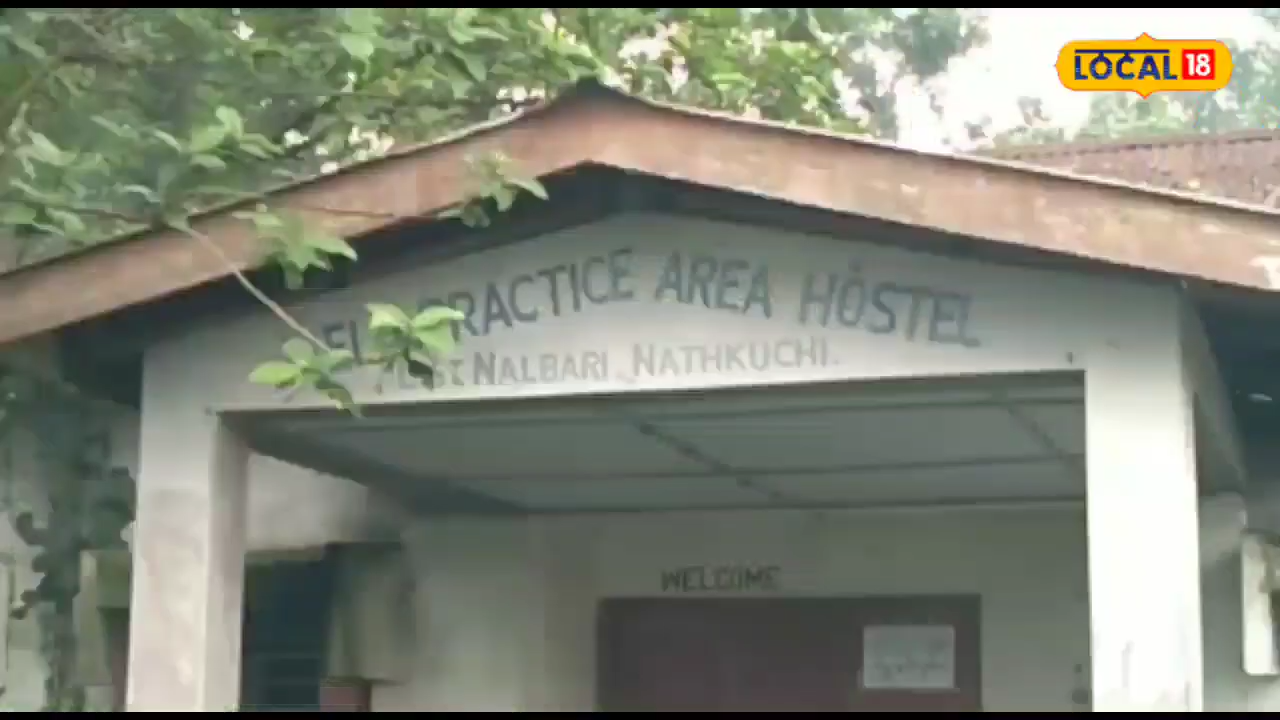 LOCAL 18
PRACTICE AREA HOSTEL
NALBARI. NATHKUCHI.
WELCOME